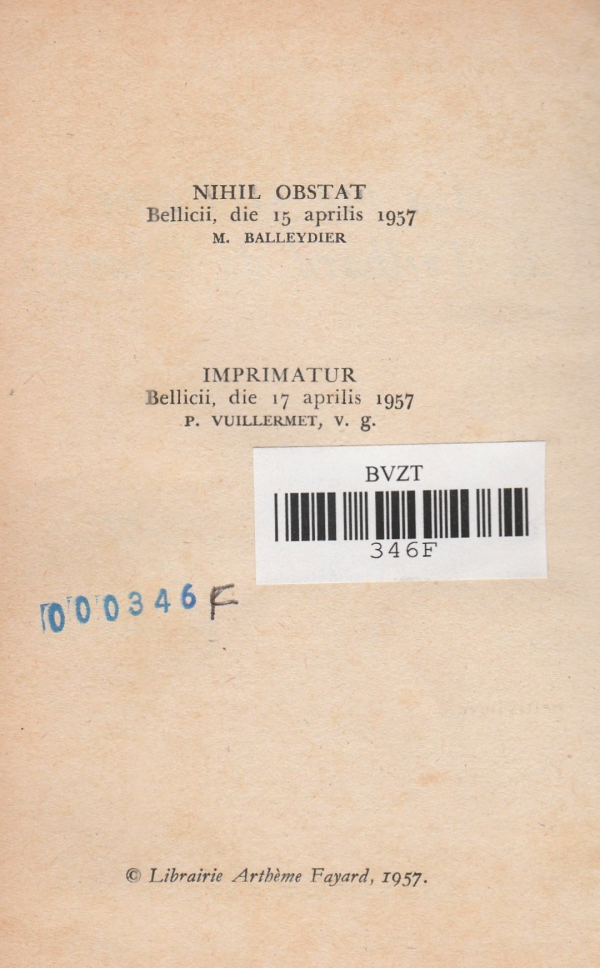 NIHIL OBSTAT
Bellicii, die 15 aprilis 1957
M. BALLEYDIER
IMPRIMATUR
Bellicii, die 17 aprilis 1957
P. VUILLERMET, v. g.
BVZT
346F
000346F
© Librairie Arthème Fayard, 1957.